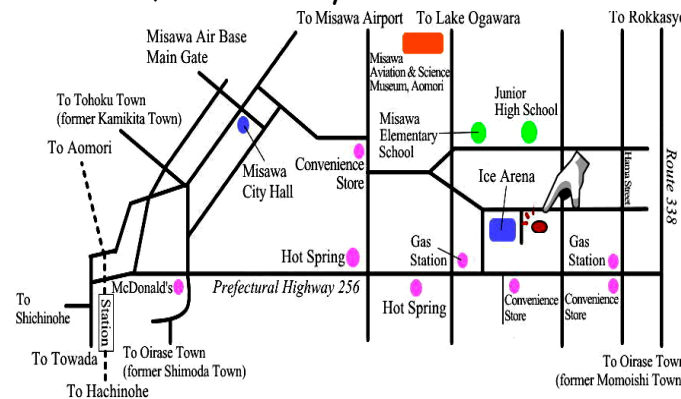 To Misawa Airport
To Lake Ogawara
To Rokkasyo
Misawa Air Base
Main Gate
Misawa
Aviation & Science
Museum, Aomori
To Tohoku Town
(former Kamikita Town)
Junior
High School
Misawa
Elementary
School
To Aomori
Misawa
City Hall
Convenience
Store
Ice Arena
Hama Street
Route 338
Hot Spring
Gas
Station
Gas
Station
McDonald's
Prefectural Highway 256
Hot Spring
Convenience
Store
Convenience
Store
To
Shichinohe
Station
To Towada
To Oirase Town
(former Shimoda Town)
To Oirase Town
(former Momoishi Town)
To Hachinohe